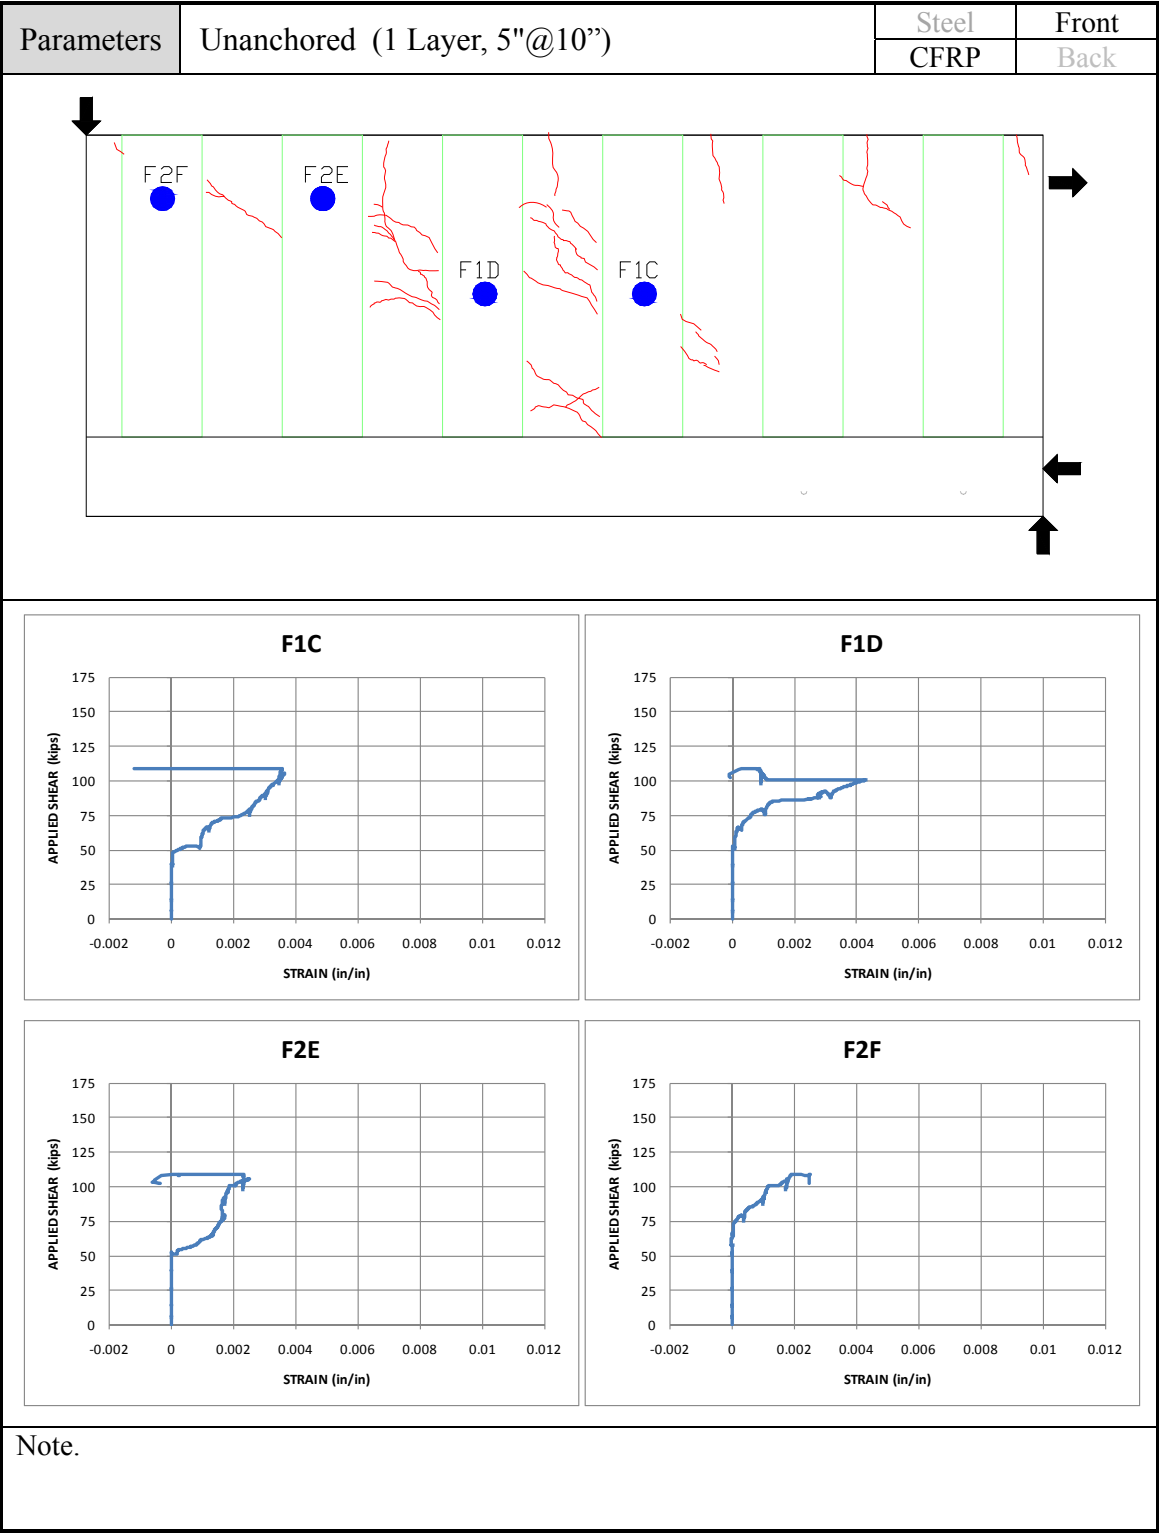 Parameters Unanchored (1 Layer, 5"@10”) Steel Front
CFRP Back
F2F F2E
F1D F1C
F1C
175
150
125
100
75
50
25
0
-0.002 0 0.002 0.004 0.006 0.008 0.01 0.012
APPLIED SHEAR (kips)
STRAIN (in/in)
F1D
175
150
125
100
75
50
25
0
-0.002 0 0.002 0.004 0.006 0.008 0.01 0.012
APPLIED SHEAR (kips)
STRAIN (in/in)
F2E
175
150
125
100
75
50
25
0
-0.002 0 0.002 0.004 0.006 0.008 0.01 0.012
APPLIED SHEAR (kips)
STRAIN (in/in)
F2F
175
150
125
100
75
50
25
0
-0.002 0 0.002 0.004 0.006 0.008 0.01 0.012
APPLIED SHEAR (kips)
STRAIN (in/in)
Note.